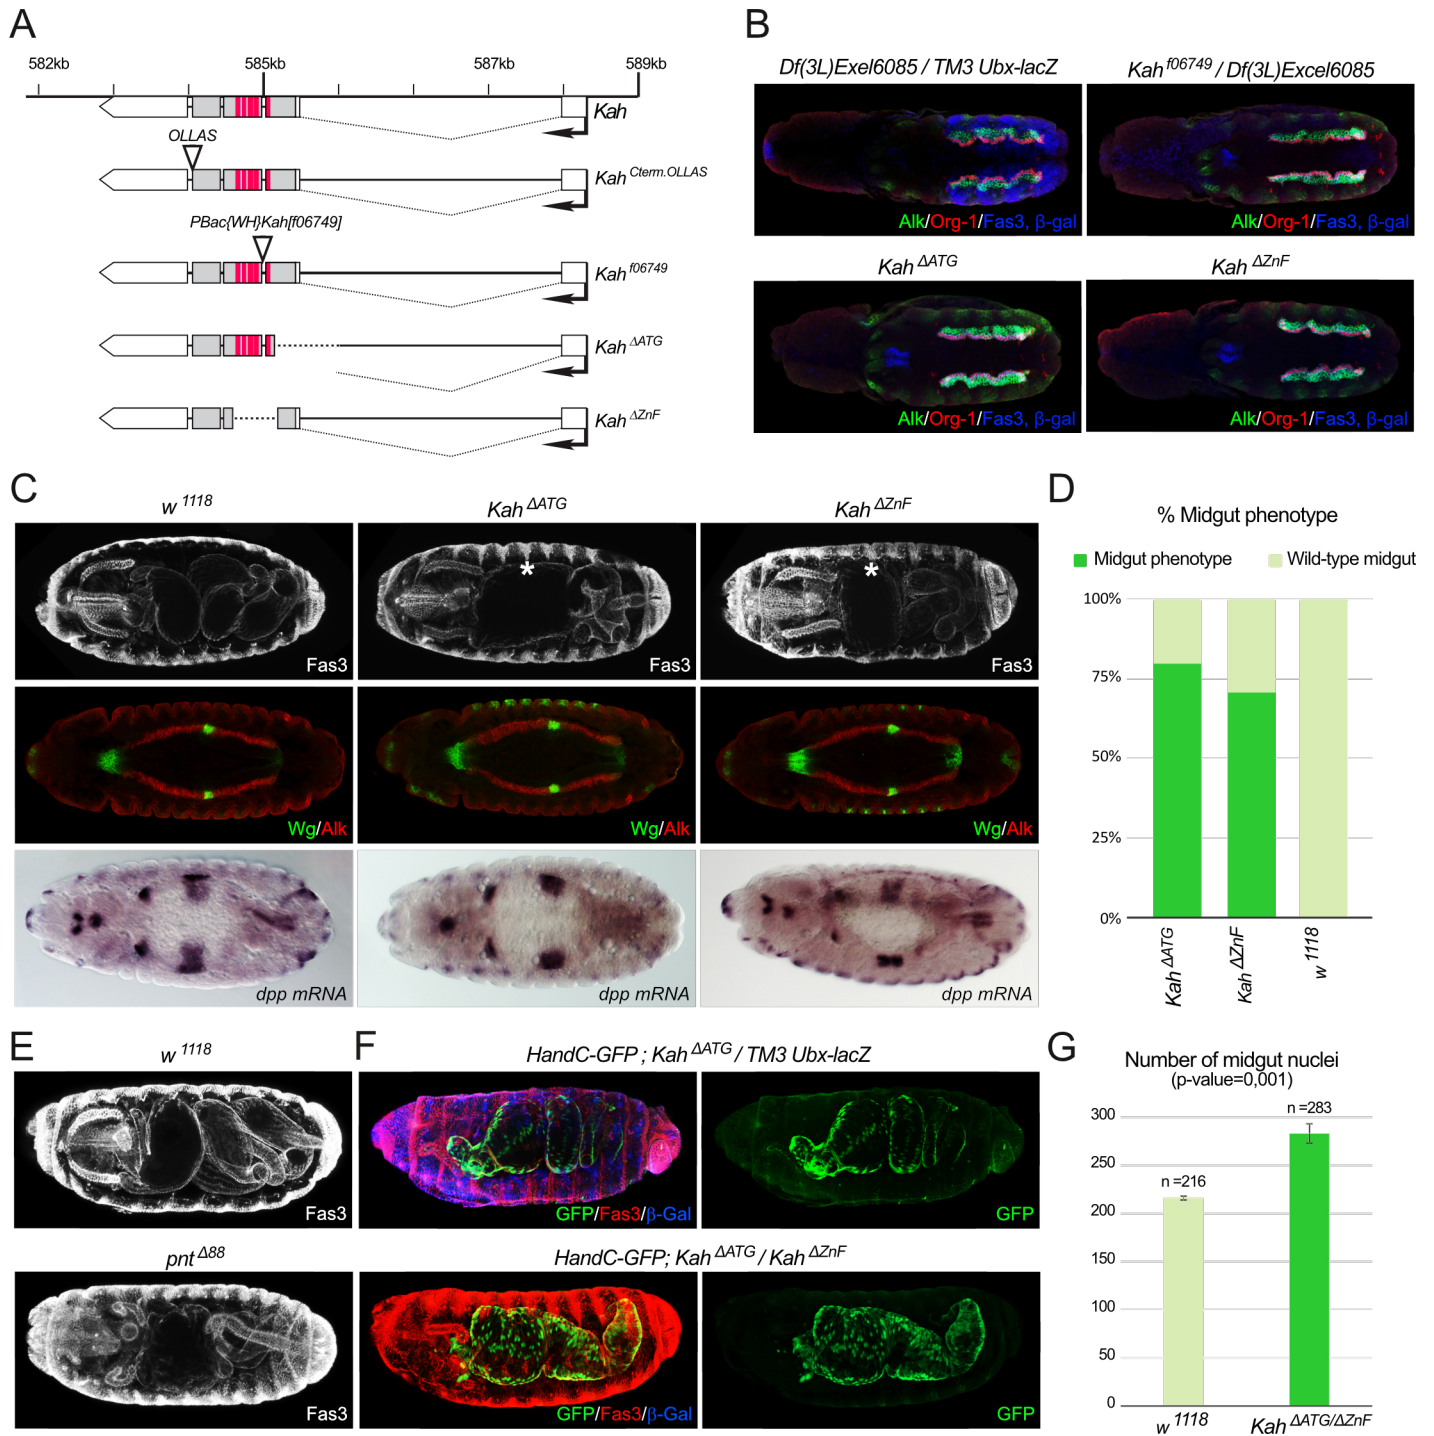 A
582kb 585kb 587kb 589kb
Kah
OLLAS
Kah Cterm.OLLAS
PBac{WH}Kah[f06749]
Kah f06749
Kah ΔATG
Kah ΔZnF
B
Df(3L)Exel6085 / TM3 Ubx-lacZ
Kah f06749 / Df(3L)Excel6085
Alk/Org-1/Fas3, β-gal
Alk/Org-1/Fas3, β-gal
Kah ΔATG
Kah ΔZnF
Alk/Org-1/Fas3, β-gal
Alk/Org-1/Fas3, β-gal
C
w 1118
Kah ΔATG
Kah ΔZnF
*
*
Fas3
Fas3
Fas3
Wg/Alk
Wg/Alk
Wg/Alk
dpp mRNA
dpp mRNA
dpp mRNA
D
% Midgut phenotype
Midgut phenotype
Wild-type midgut
100%
75%
50%
25%
0%
Kah ΔATG
Kah ΔZnF
w 1118
E
w 1118
Fas3
pnt Δ88
Fas3
F
HandC-GFP ; Kah ΔATG / TM3 Ubx-lacZ
GFP/Fas3/β-Gal
GFP
HandC-GFP; Kah ΔATG / Kah ΔZnF
GFP/Fas3/β-Gal
GFP
G
Number of midgut nuclei
(p-value=0,001)
300
250
200
150
100
50
0
n =216
n =283
w 1118
Kah ΔATG/ΔZnF